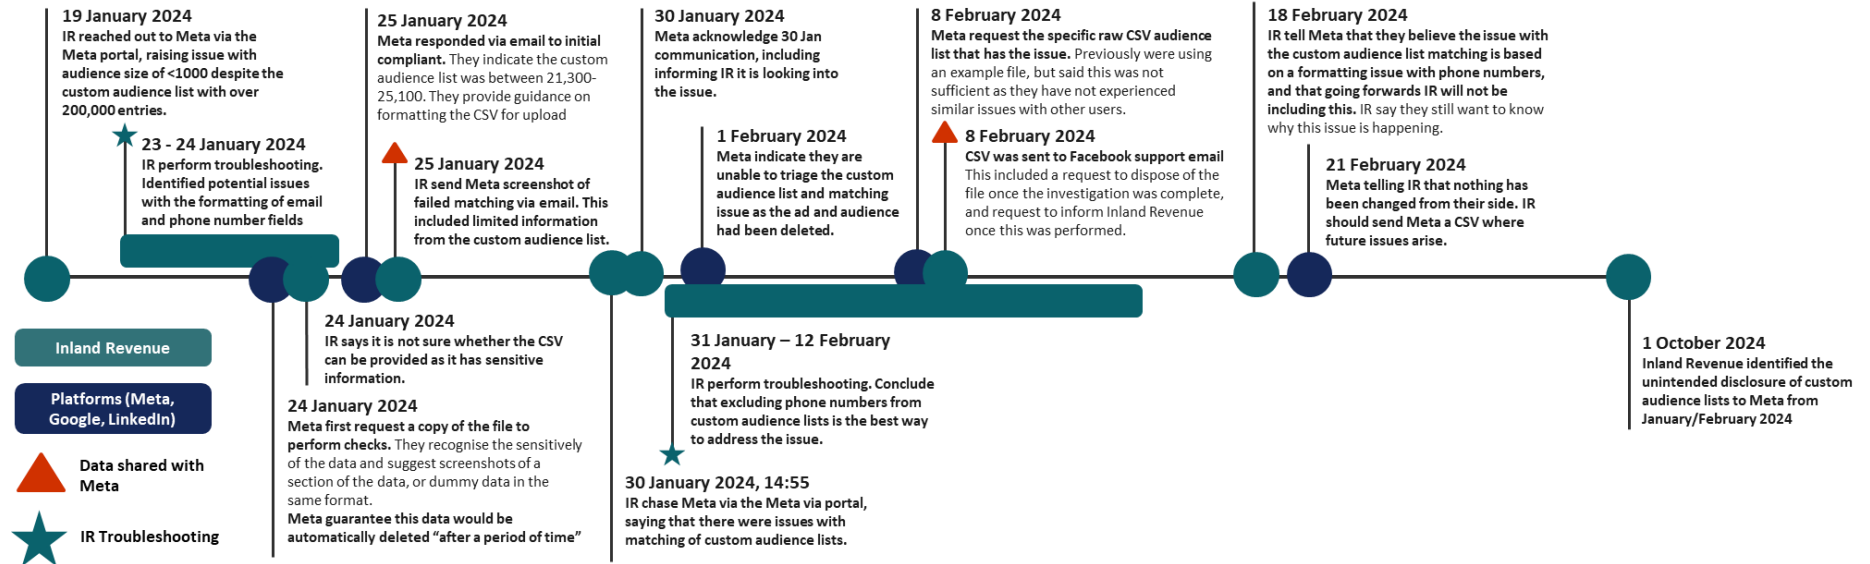 19 January 2024
IR reached out to Meta via the
Meta portal, raising issue with
audience size of <1000 despite the
custom audience list with over
200,000 entries.
23 - 24 January 2024
IR perform troubleshooting.
Identified potential issues
with the formatting of email
and phone number fields
25 January 2024
Meta responded via email to initial
compliant. They indicate the custom
audience list was between 21,300-
25,100. They provide guidance on
formatting the CSV for upload
25 January 2024
IR send Meta screenshot of
failed matching via email. This
included limited information
from the custom audience list.
30 January 2024
Meta acknowledge 30 Jan
communication, including
informing IR it is looking into
the issue.
1 February 2024
Meta indicate they are
unable to triage the custom
audience list and matching
issue as the ad and audience
had been deleted.
8 February 2024
Meta request the specific raw CSV audience
list that has the issue. Previously were using
an example file, but said this was not
sufficient as they have not experienced
similar issues with other users.
8 February 2024
CSV was sent to Facebook support email
This included a request to dispose of the
file once the investigation was complete,
and request to inform Inland Revenue
once this was performed.
18 February 2024
IR tell Meta that they believe the issue with
the custom audience list matching is based
on a formatting issue with phone numbers,
and that going forwards IR will not be
including this. IR say they still want to know
why this issue is happening.
21 February 2024
Meta telling IR that nothing has
been changed from their side. IR
should send Meta a CSV where
future issues arise.
Inland Revenue
Platforms (Meta,
Google, LinkedIn)
Data shared with
Meta
IR Troubleshooting
24 January 2024
IR says it is not sure whether the CSV
can be provided as it has sensitive
information.
24 January 2024
Meta first request a copy of the file to
perform checks. They recognise the sensitively
of the data and suggest screenshots of a
section of the data, or dummy data in the
same format.
Meta guarantee this data would be
automatically deleted “after a period of time”
31 January – 12 February
2024
IR perform troubleshooting. Conclude
that excluding phone numbers from
custom audience lists is the best way
to address the issue.
30 January 2024, 14:55
IR chase Meta via the Meta via portal,
saying that there were issues with
matching of custom audience lists.
1 October 2024
Inland Revenue identified the
unintended disclosure of custom
audience lists to Meta from
January/February 2024